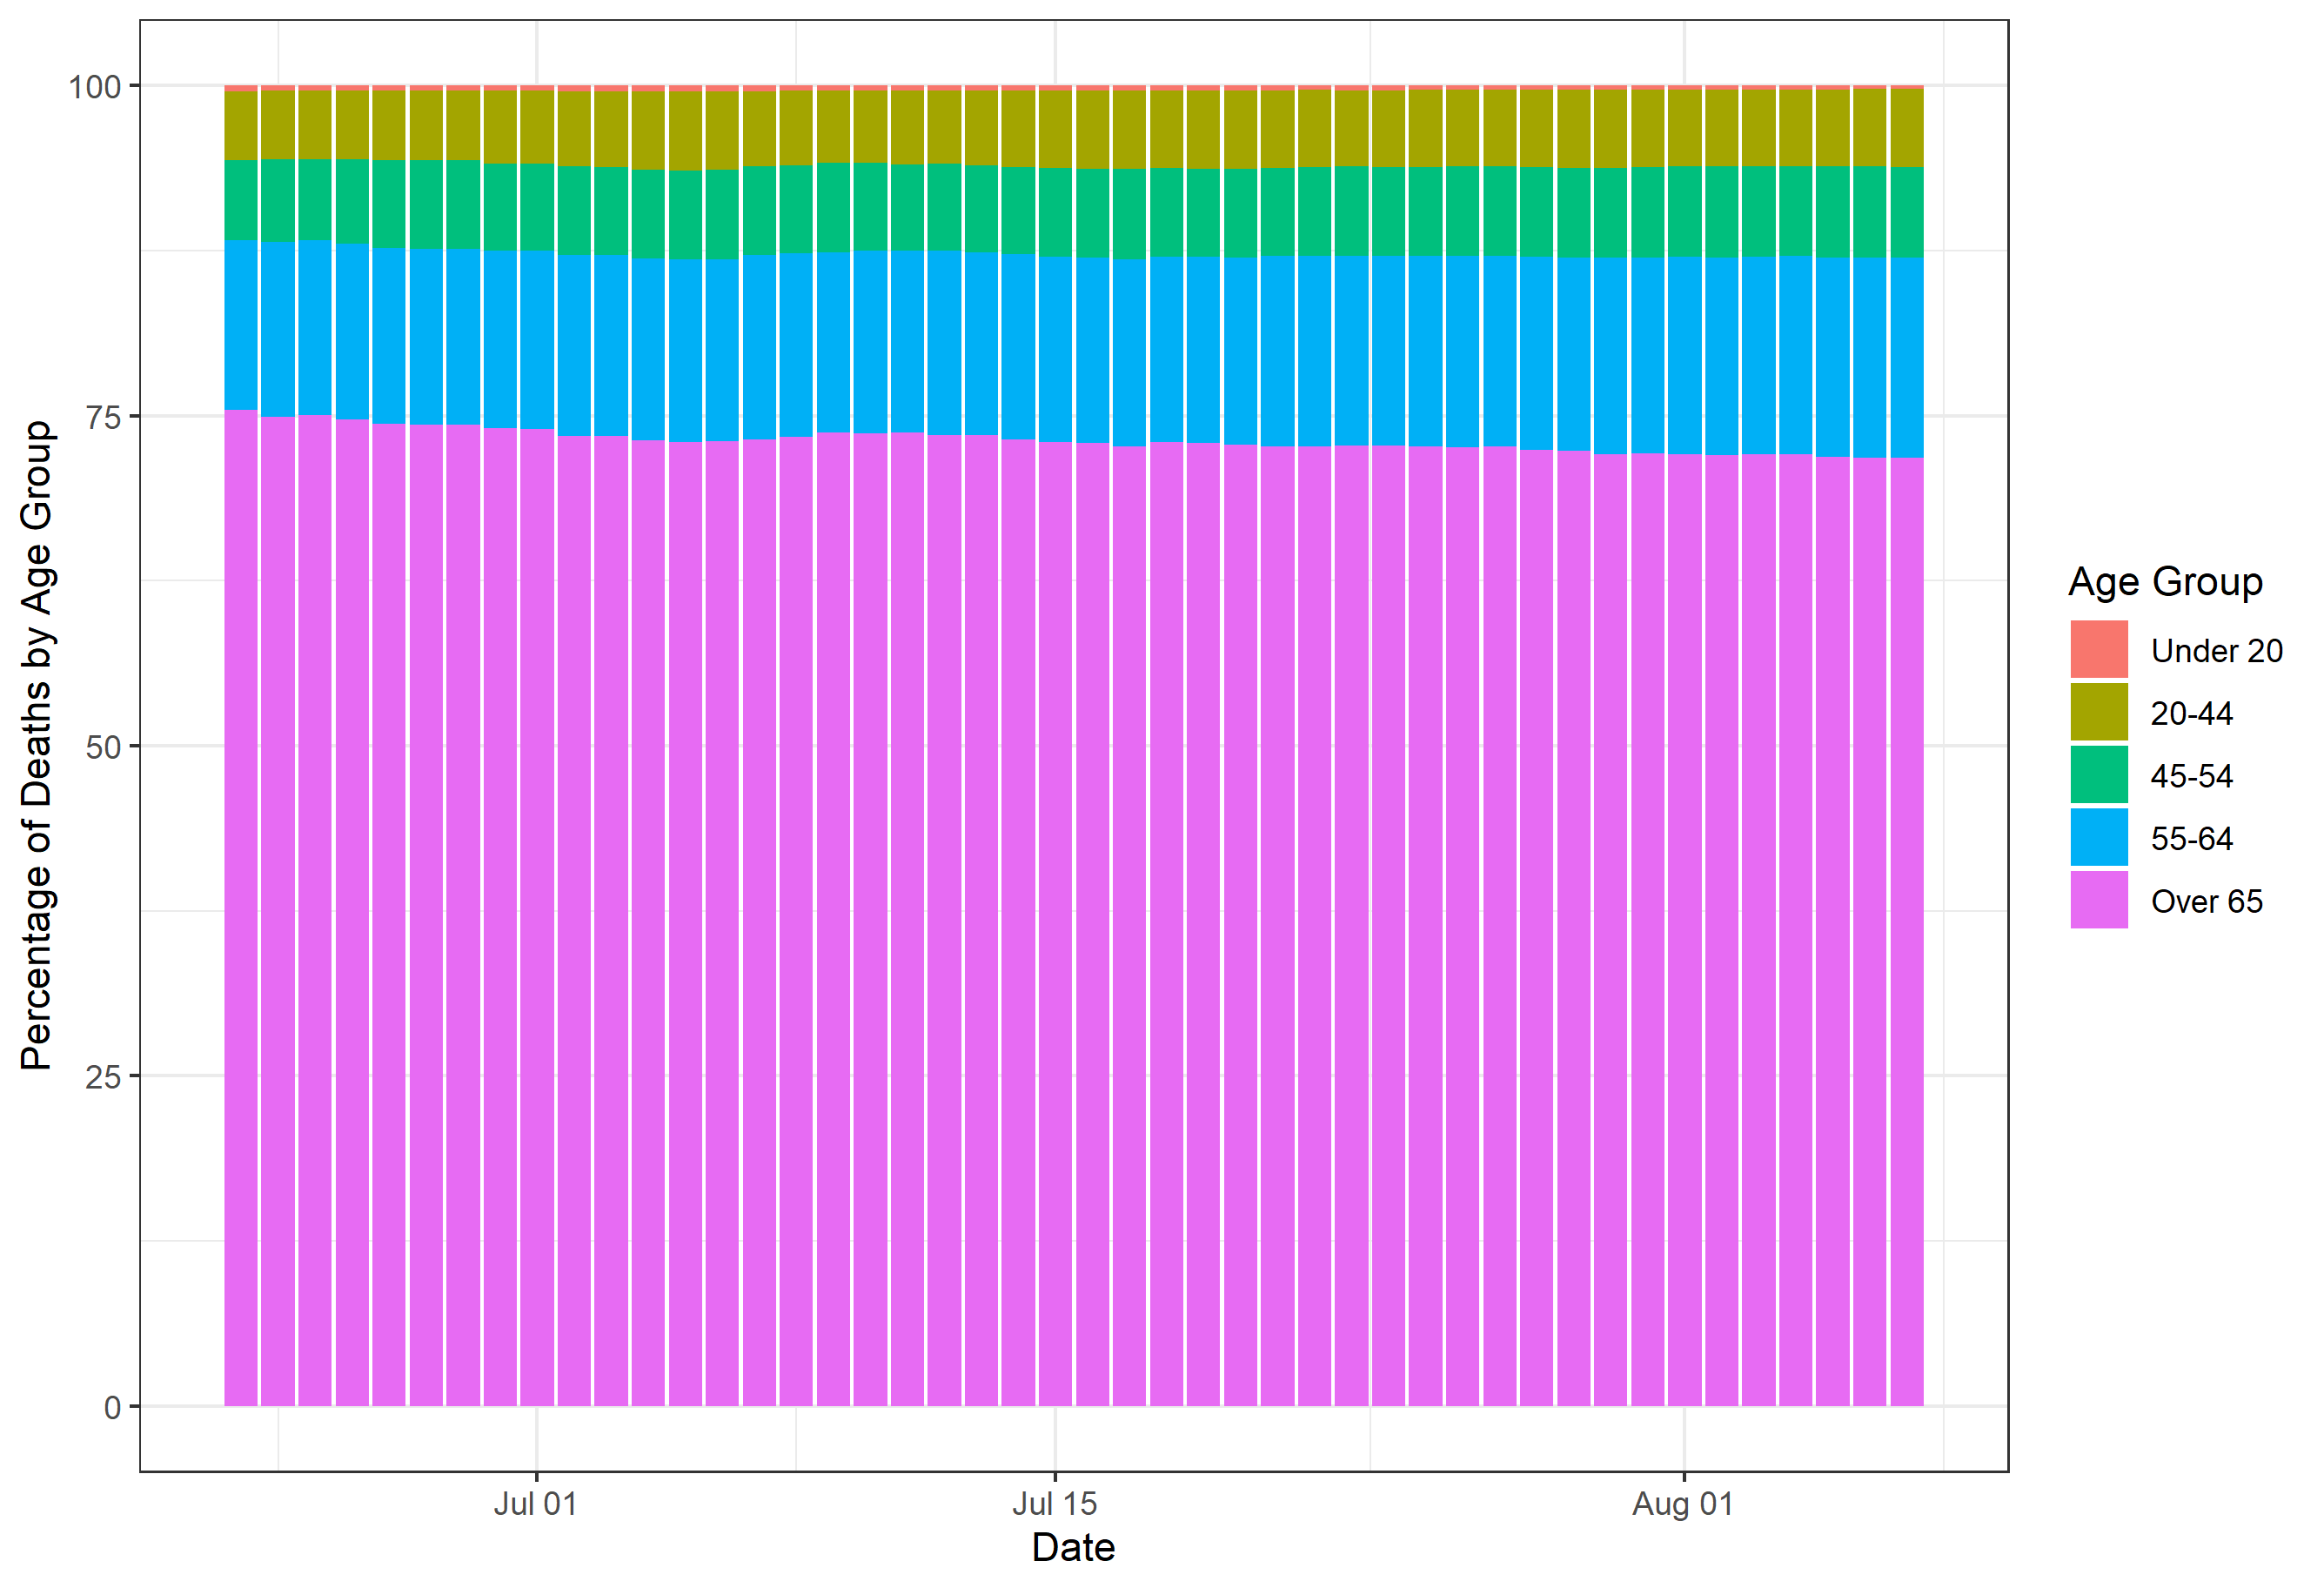 Percentage of Deaths by Age Group
100
75
50
25
0
Jul 01
Jul 15
Aug 01
Date
Age Group
Under 20
20-44
45-54
55-64
Over 65